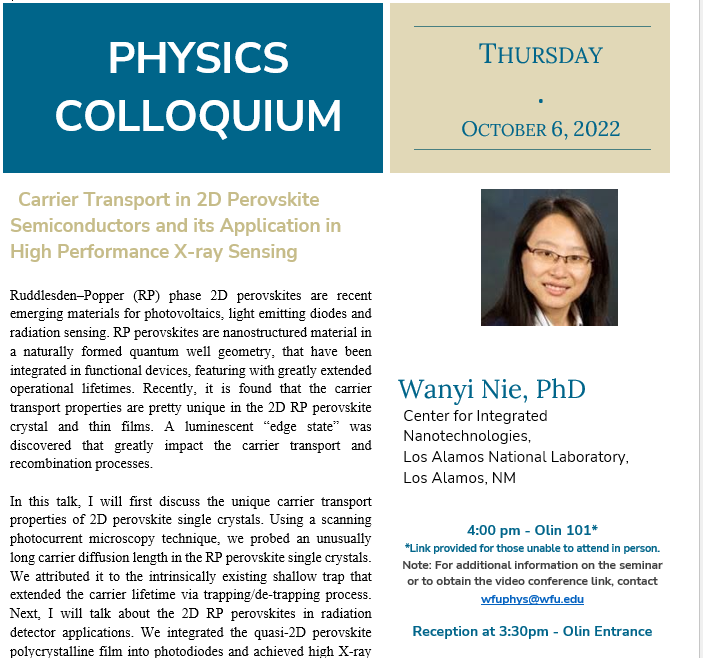 PHYSICS
COLLOQUIUM
THURSDAY
.
OCTOBER 6, 2022
Carrier Transport in 2D Perovskite
Semiconductors and its Application in
High Performance X-ray Sensing
Ruddlesden–Popper (RP) phase 2D perovskites are recent
emerging materials for photovoltaics, light emitting diodes and
radiation sensing. RP perovskites are nanostructured material in
a naturally formed quantum well geometry, that have been
integrated in functional devices, featuring with greatly extended
operational lifetimes. Recently, it is found that the carrier
transport properties are pretty unique in the 2D RP perovskite
crystal and thin films. A luminescent “edge state” was
discovered that greatly impact the carrier transport and
recombination processes.
In this talk, I will first discuss the unique carrier transport
properties of 2D perovskite single crystals. Using a scanning
photocurrent microscopy technique, we probed an unusually
long carrier diffusion length in the RP perovskite single crystals.
We attributed it to the intrinsically existing shallow trap that
extended the carrier lifetime via trapping/de-trapping process.
Next, I will talk about the 2D RP perovskites in radiation
detector applications. We integrated the quasi-2D perovskite
polycrystalline film into photodiodes and achieved high X-ray
Wanyi Nie, PhD
Center for Integrated
Nanotechnologies,
Los Alamos National Laboratory,
Los Alamos, NM
4:00 pm - Olin 101*
*Link provided for those unable to attend in person.
Note: For additional information on the seminar
or to obtain the video conference link, contact
wfuphys@wfu.edu
Reception at 3:30pm - Olin Entrance